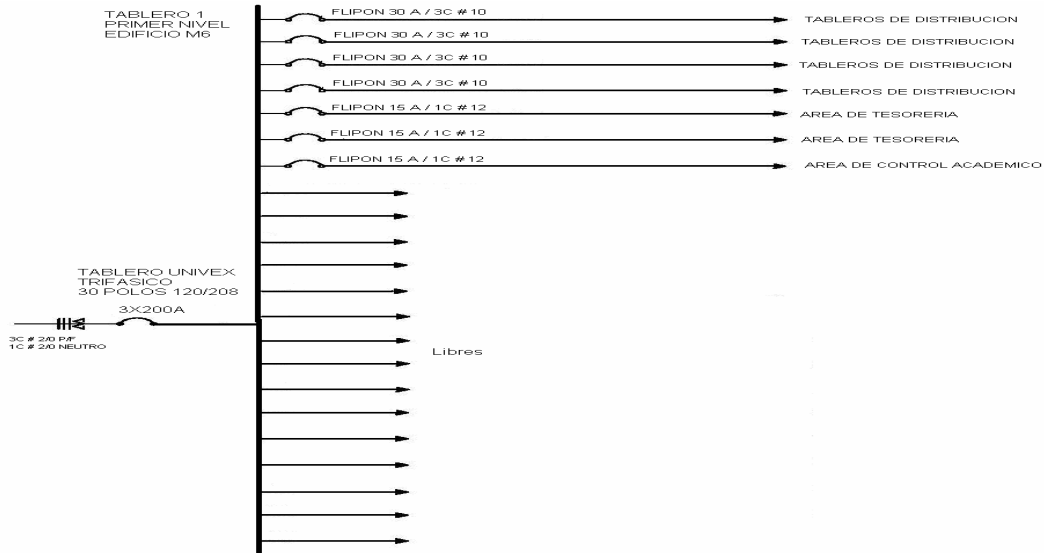 TABLERO 1
PRIMER NIVEL
EDIFICIO M6
FLIPON 30 A / 3C # 10
TABLEROS DE DISTRIBUCION
FLIPON 30 A / 3C # 10
TABLEROS DE DISTRIBUCION
FLIPON 30 A / 3C # 10
TABLEROS DE DISTRIBUCION
FLIPON 30 A / 3C # 10
TABLEROS DE DISTRIBUCION
FLIPON 15 A / 1C # 12
AREA DE TESORERIA
FLIPON 15 A / 1C # 12
AREA DE TESORERIA
FLIPON 15 A / 1C # 12
AREA DE CONTROL ACADEMICO
TABLERO UNIVEX
TRIFASICO
30 POLOS 120/208
3X200A
3C # 2/0 P/F
1C # 2/0 NEUTRO
Libres